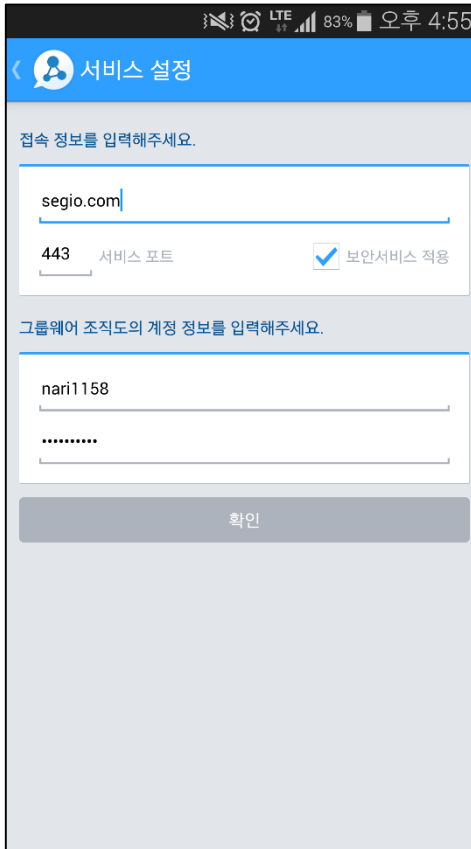 LTE 83% 오후 4:55
서비스 설정
접속 정보를 입력해주세요.
segio.com
443 서비스 포트 보안서비스 적용
그룹웨어 조직도의 계정 정보를 입력해주세요.
nari1158
••••••••••
확인